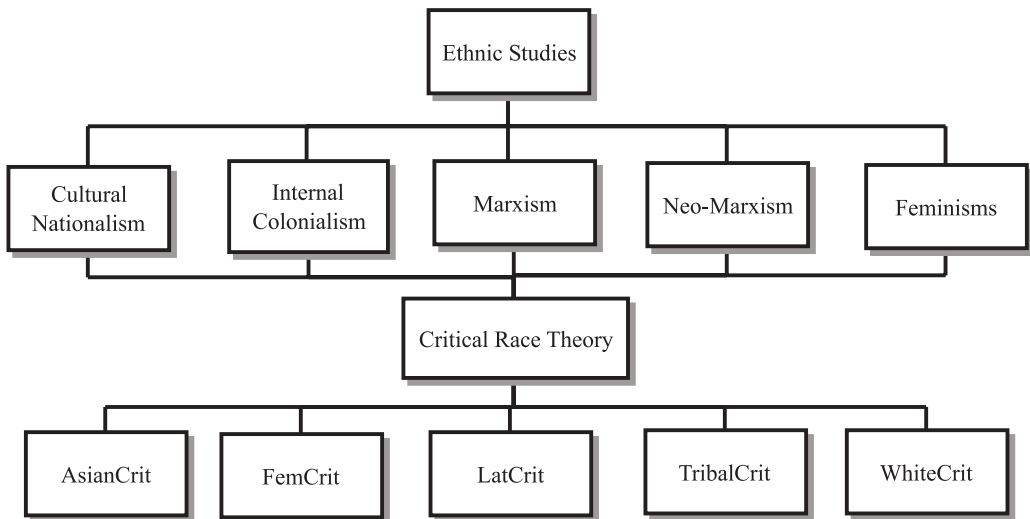 Ethnic Studies
Cultural
Nationalism
Internal
Colonialism
Marxism
Neo-Marxism
Feminisms
Critical Race Theory
AsianCrit
FemCrit
LatCrit
TribalCrit
WhiteCrit